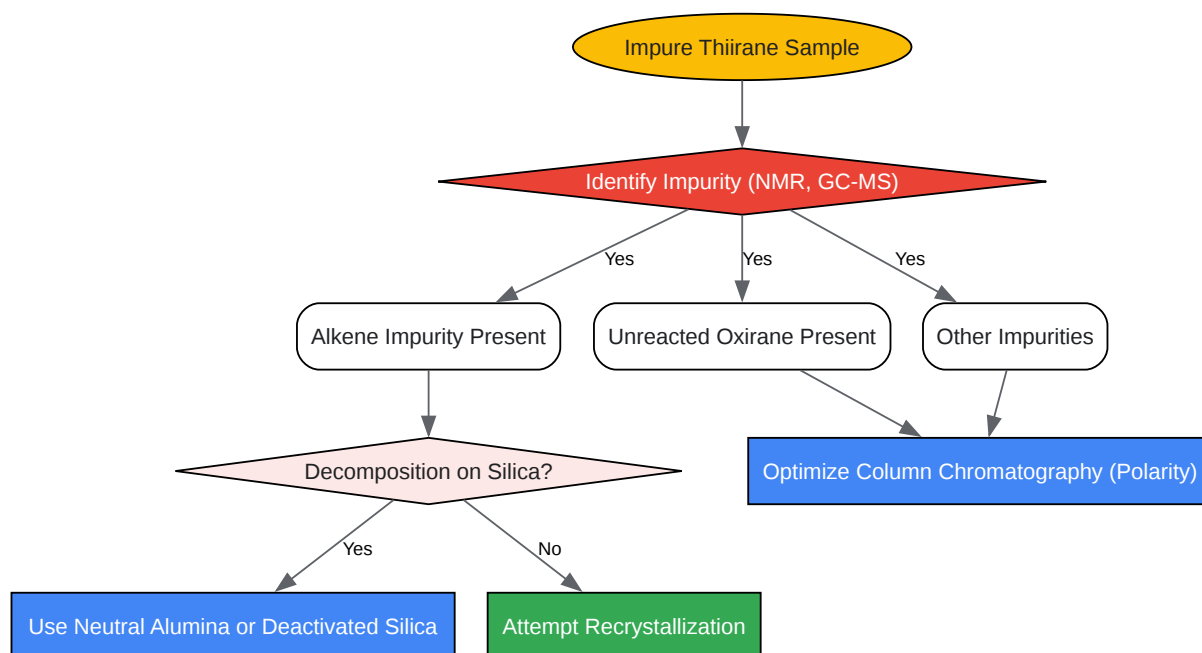 Impure Thiirane Sample
Identify Impurity (NMR, GC-MS)
Yes
Yes
Yes
Alkene Impurity Present
Unreacted Oxirane Present
Other Impurities
Decomposition on Silica?
Optimize Column Chromatography (Polarity)
Yes
No
Use Neutral Alumina or Deactivated Silica
Attempt Recrystallization